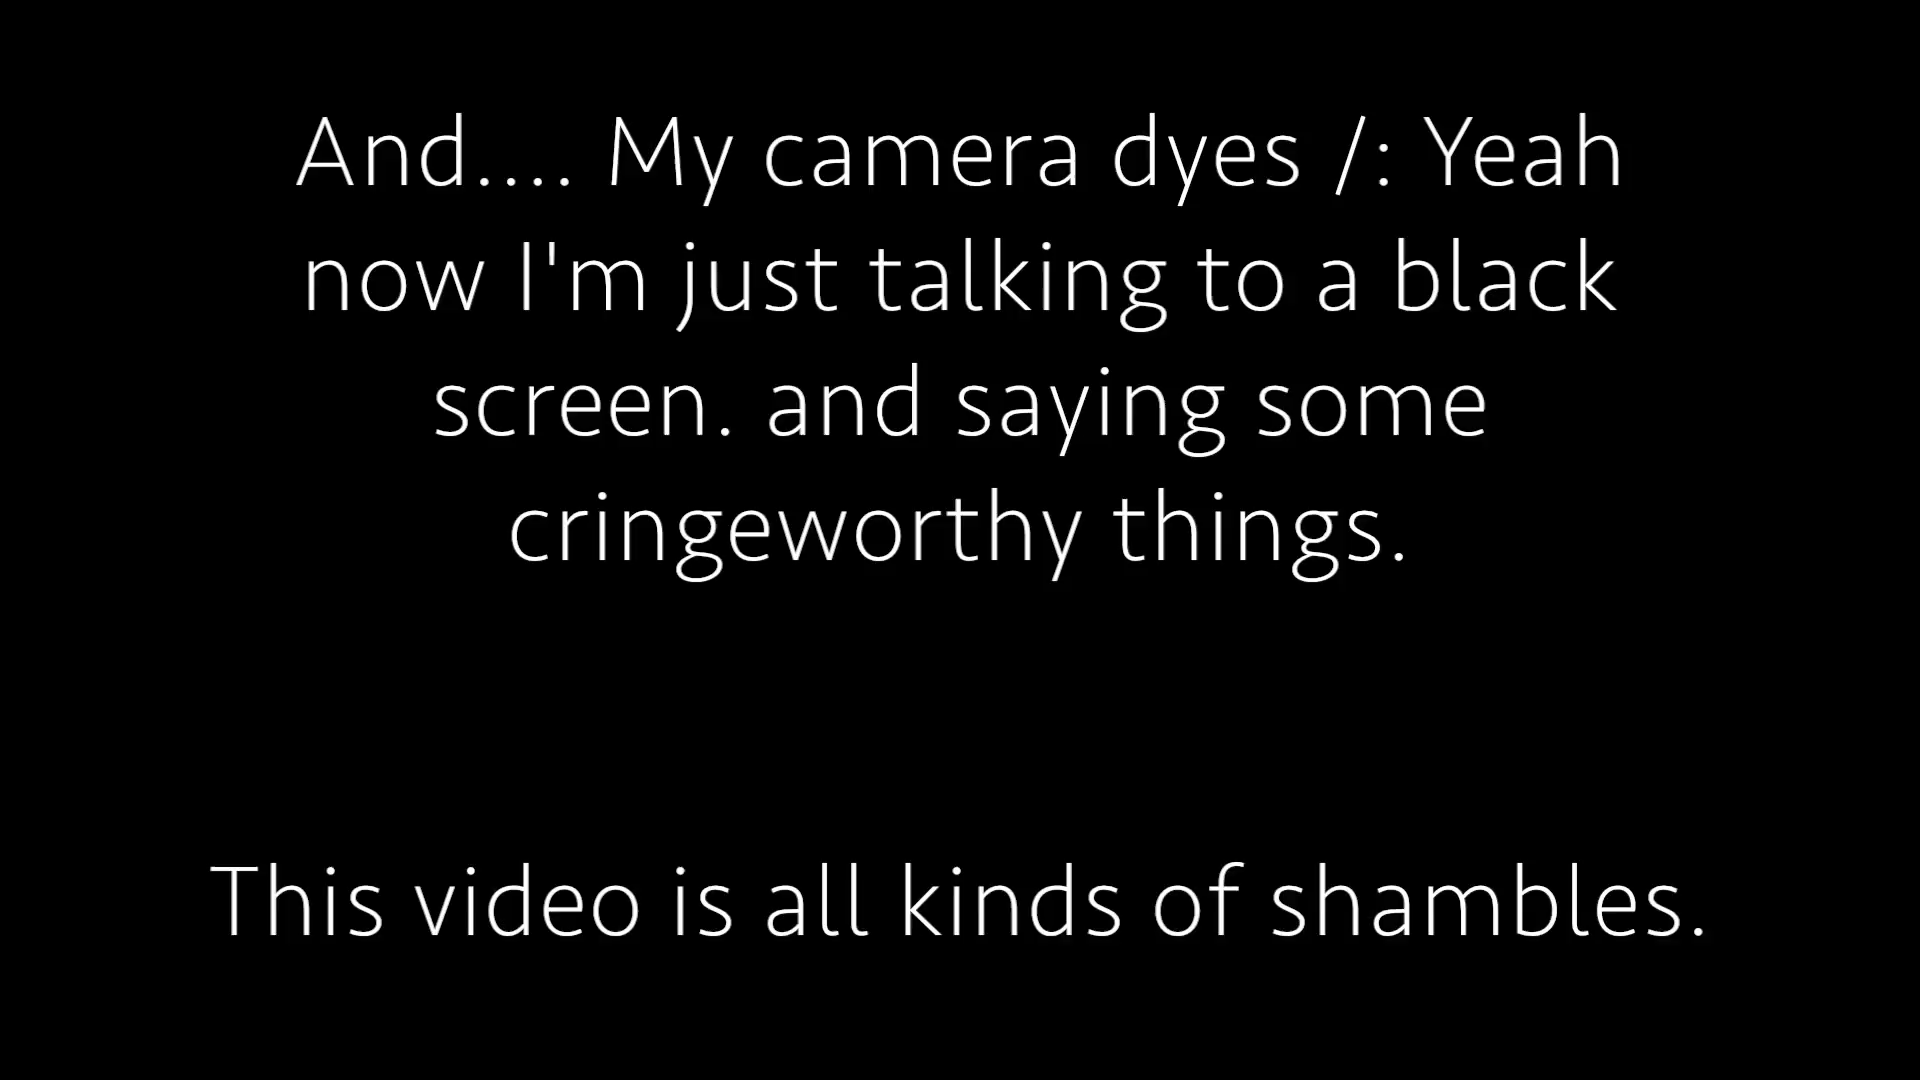 And.... My camera dyes /: Yeah
now I'm just talking to a black
screen. and saying some
cringeworthy things.
This video is all kinds of shambles.